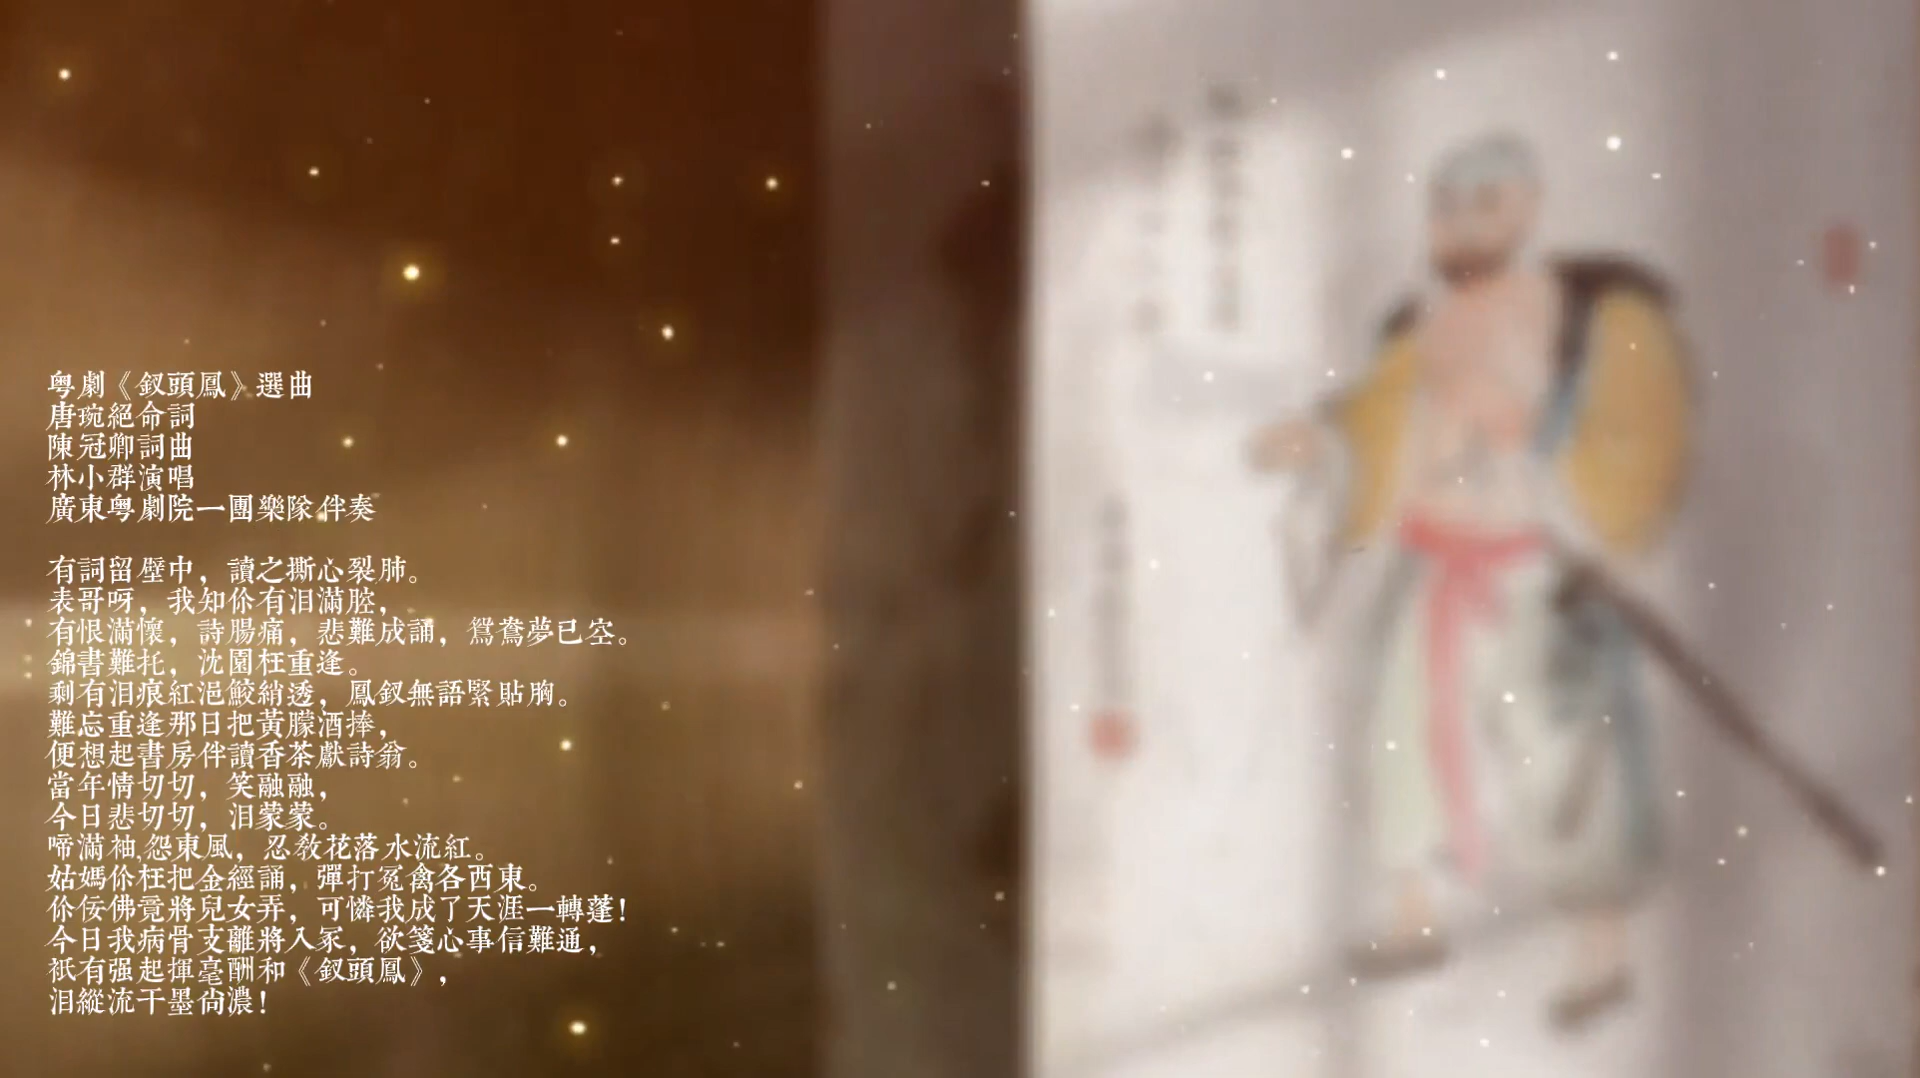 粵劇《釵頭鳳》選曲
唐琬絕命詞
陳冠卿詞曲
林小群演唱
廣東粵劇院一團樂隊伴奏
有詞留壁中，讀之撕心裂肺。
表哥呀，我知你有泪滿腔，
有恨滿懷，詩腸痛，悲難成誦，鴛鴦夢已空。
錦書難托，沈園枉重逢。
剩有泪痕紅浥鮫綃透，鳳釵無語緊貼胸。
難忘重逢那日把黃朦酒捧，
便想起書房伴讀香茶獻詩翁。
當年情切切，笑融融，
今日悲切切，泪蒙蒙。
啼滿袖，怨東風，忍教花落水流紅。
姑媽你枉把金經誦，彈打冤禽各西東。
你佞佛竟將兒女弄，可憐我成了天涯一轉蓬！
今日我病骨支離將入冢，欲箋心事信難通，
祇有强起揮毫酬和《釵頭鳳》，
泪縱流干墨尚濃！